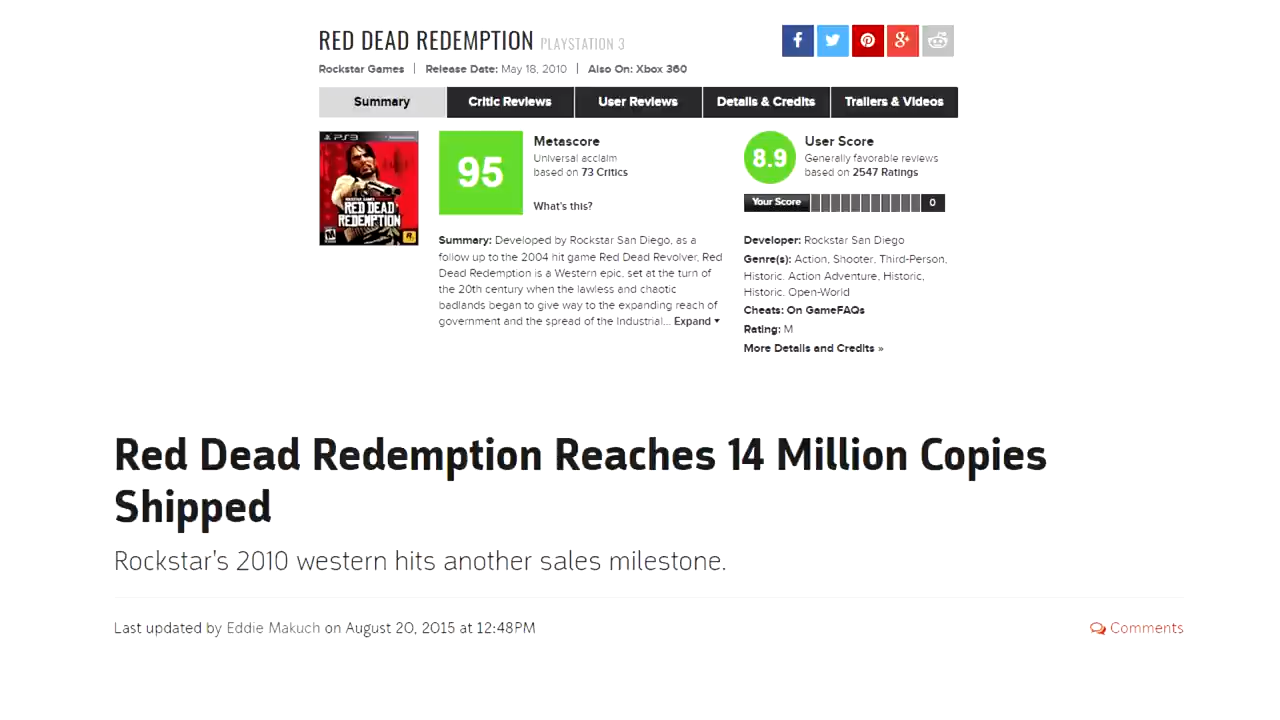 RED DEAD REDEMPTION PLAYSTATION 3
Rockstar Games | Release Date: May 18, 2010 | Also On: Xbox 360
Summary Critic Reviews User Reviews Details & Credits Trailers & Videos
PS3
ROCKSTAR GAMES
RED DEAD
REDEMPTION
M
R
95
Metascore
Universal acclaim
based on 73 Critics
What's this?
Summary: Developed by Rockstar San Diego, as a
follow up to the 2004 hit game Red Dead Revolver, Red
Dead Redemption is a Western epic, set at the turn of
the 20th century when the lawless and chaotic
badlands began to give way to the expanding reach of
government and the spread of the Industrial... Expand
8.9
User Score
Generally favorable reviews
based on 2547 Ratings
Your Score 0
Developer: Rockstar San Diego
Genre(s): Action, Shooter, Third-Person,
Historic, Action Adventure, Historic,
Historic, Open-World
Cheats: On GameFAQs
Rating: M
More Details and Credits »
Red Dead Redemption Reaches 14 Million Copies
Shipped
Rockstar's 2010 western hits another sales milestone.
Last updated by Eddie Makuch on August 20, 2015 at 12:48PM
Comments